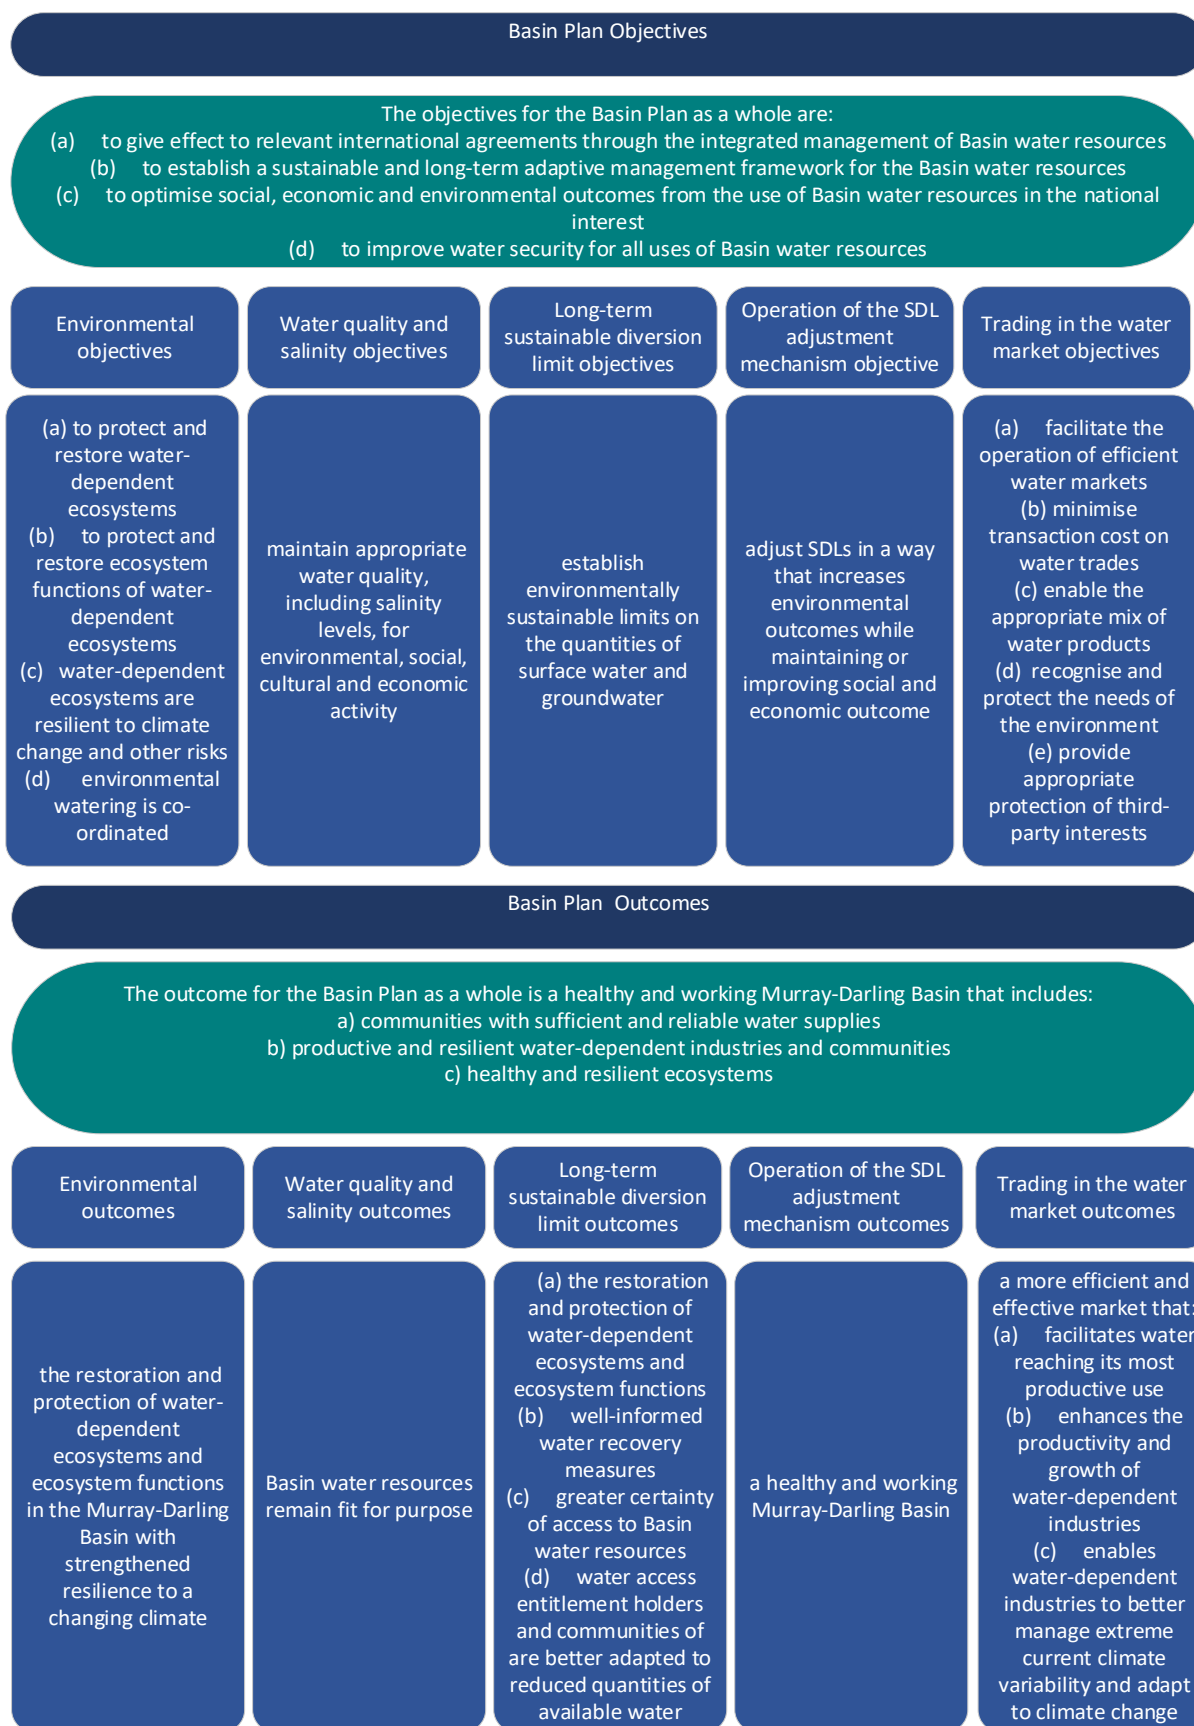 Basin Plan Objectives
The objectives for the Basin Plan as a whole are:
(a) to give effect to relevant international agreements through the integrated management of Basin water resources
(b) to establish a sustainable and long-term adaptive management framework for the Basin water resources
(c) to optimise social, economic and environmental outcomes from the use of Basin water resources in the national
interest
(d) to improve water security for all uses of Basin water resources
Environmental
objectives
Water quality and
salinity objectives
Long-term
sustainable diversion
limit objectives
Operation of the SDL
adjustment
mechanism objective
Trading in the water
market objectives
(a) to protect and
restore water-
dependent
ecosystems
(b) to protect and
restore ecosystem
functions of water-
dependent
ecosystems
(c) water-dependent
ecosystems are
resilient to climate
change and other risks
(d) environmental
watering is co-
ordinated
maintain appropriate
water quality,
including salinity
levels, for
environmental, social,
cultural and economic
activity
establish
environmentally
sustainable limits on
the quantities of
surface water and
groundwater
adjust SDLs in a way
that increases
environmental
outcomes while
maintaining or
improving social and
economic outcome
(a) facilitate the
operation of efficient
water markets
(b) minimise
transaction cost on
water trades
(c) enable the
appropriate mix of
water products
(d) recognise and
protect the needs of
the environment
(e) provide
appropriate
protection of third-
party interests
Basin Plan Outcomes
The outcome for the Basin Plan as a whole is a healthy and working Murray-Darling Basin that includes:
a) communities with sufficient and reliable water supplies
b) productive and resilient water-dependent industries and communities
c) healthy and resilient ecosystems
Environmental
outcomes
Water quality and
salinity outcomes
Long-term
sustainable diversion
limit outcomes
Operation of the SDL
adjustment
mechanism outcomes
Trading in the water
market outcomes
the restoration and
protection of water-
dependent
ecosystems and
ecosystem functions
in the Murray-Darling
Basin with
strengthened
resilience to a
changing climate
Basin water resources
remain fit for purpose
(a) the restoration
and protection of
water-dependent
ecosystems and
ecosystem functions
(b) well-informed
water recovery
measures
(c) greater certainty
of access to Basin
water resources
(d) water access
entitlement holders
and communities of
are better adapted to
reduced quantities of
available water
a healthy and working
Murray-Darling Basin
a more efficient and
effective market that:
(a) facilitates water
reaching its most
productive use
(b) enhances the
productivity and
growth of
water-dependent
industries
(c) enables
water-dependent
industries to better
manage extreme
current climate
variability and adapt
to climate change